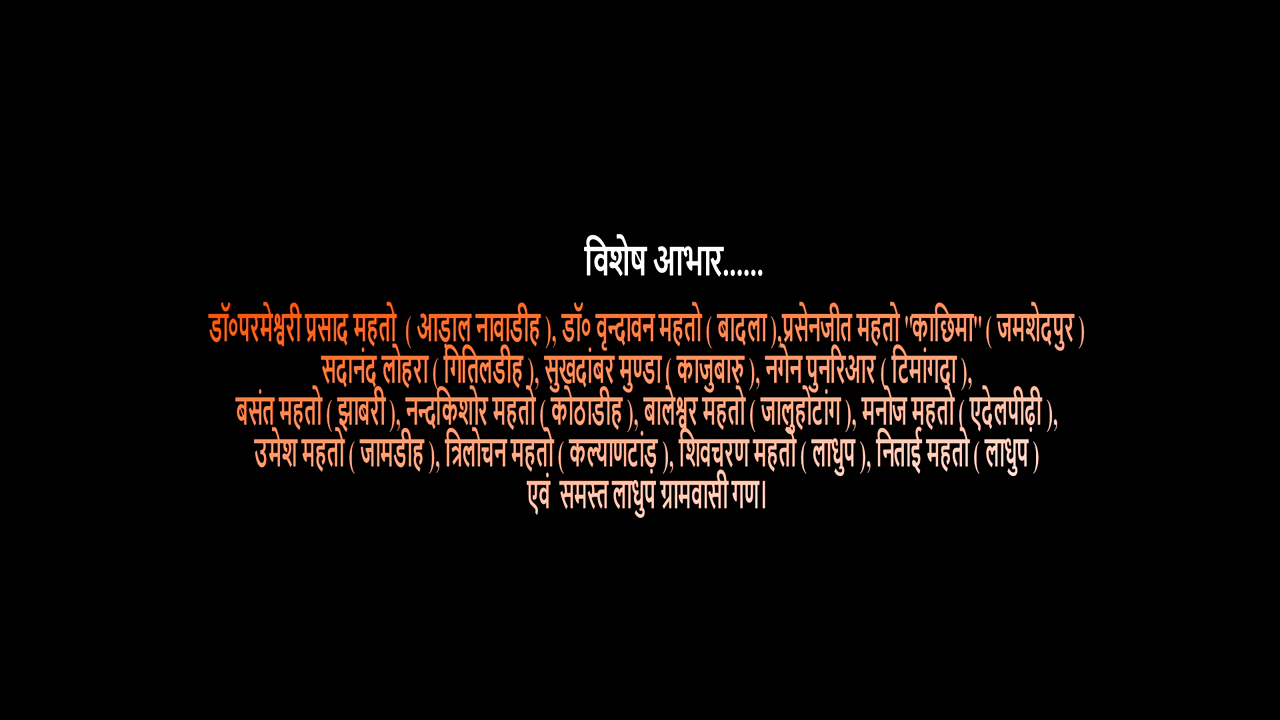 विशेष आभार......
डॉ०परमेश्वरी प्रसाद महतो ( आड़ाल नावाडीह ), डॉ० वृन्दावन महतो ( बादला ),प्रसेनजीत महतो "काछिमा" ( जमशेदपुर )
सदानंद लोहरा ( गितिलडीह ), सुखदांबर मुण्डा ( काजुबारु ), नगेन पुनरिआर ( टिमांगदा ),
बसंत महतो ( झाबरी ), नन्दकिशोर महतो ( कोठाडीह ), बालेश्वर महतो ( जालुहोटांग ), मनोज महतो ( एदेलपीढ़ी ),
उमेश महतो ( जामडीह ), त्रिलोचन महतो ( कल्याणटांड़ ), शिवचरण महतो ( लाधुप ), निताई महतो ( लाधुप )
एवं समस्त लाधुप ग्रामवासी गण।